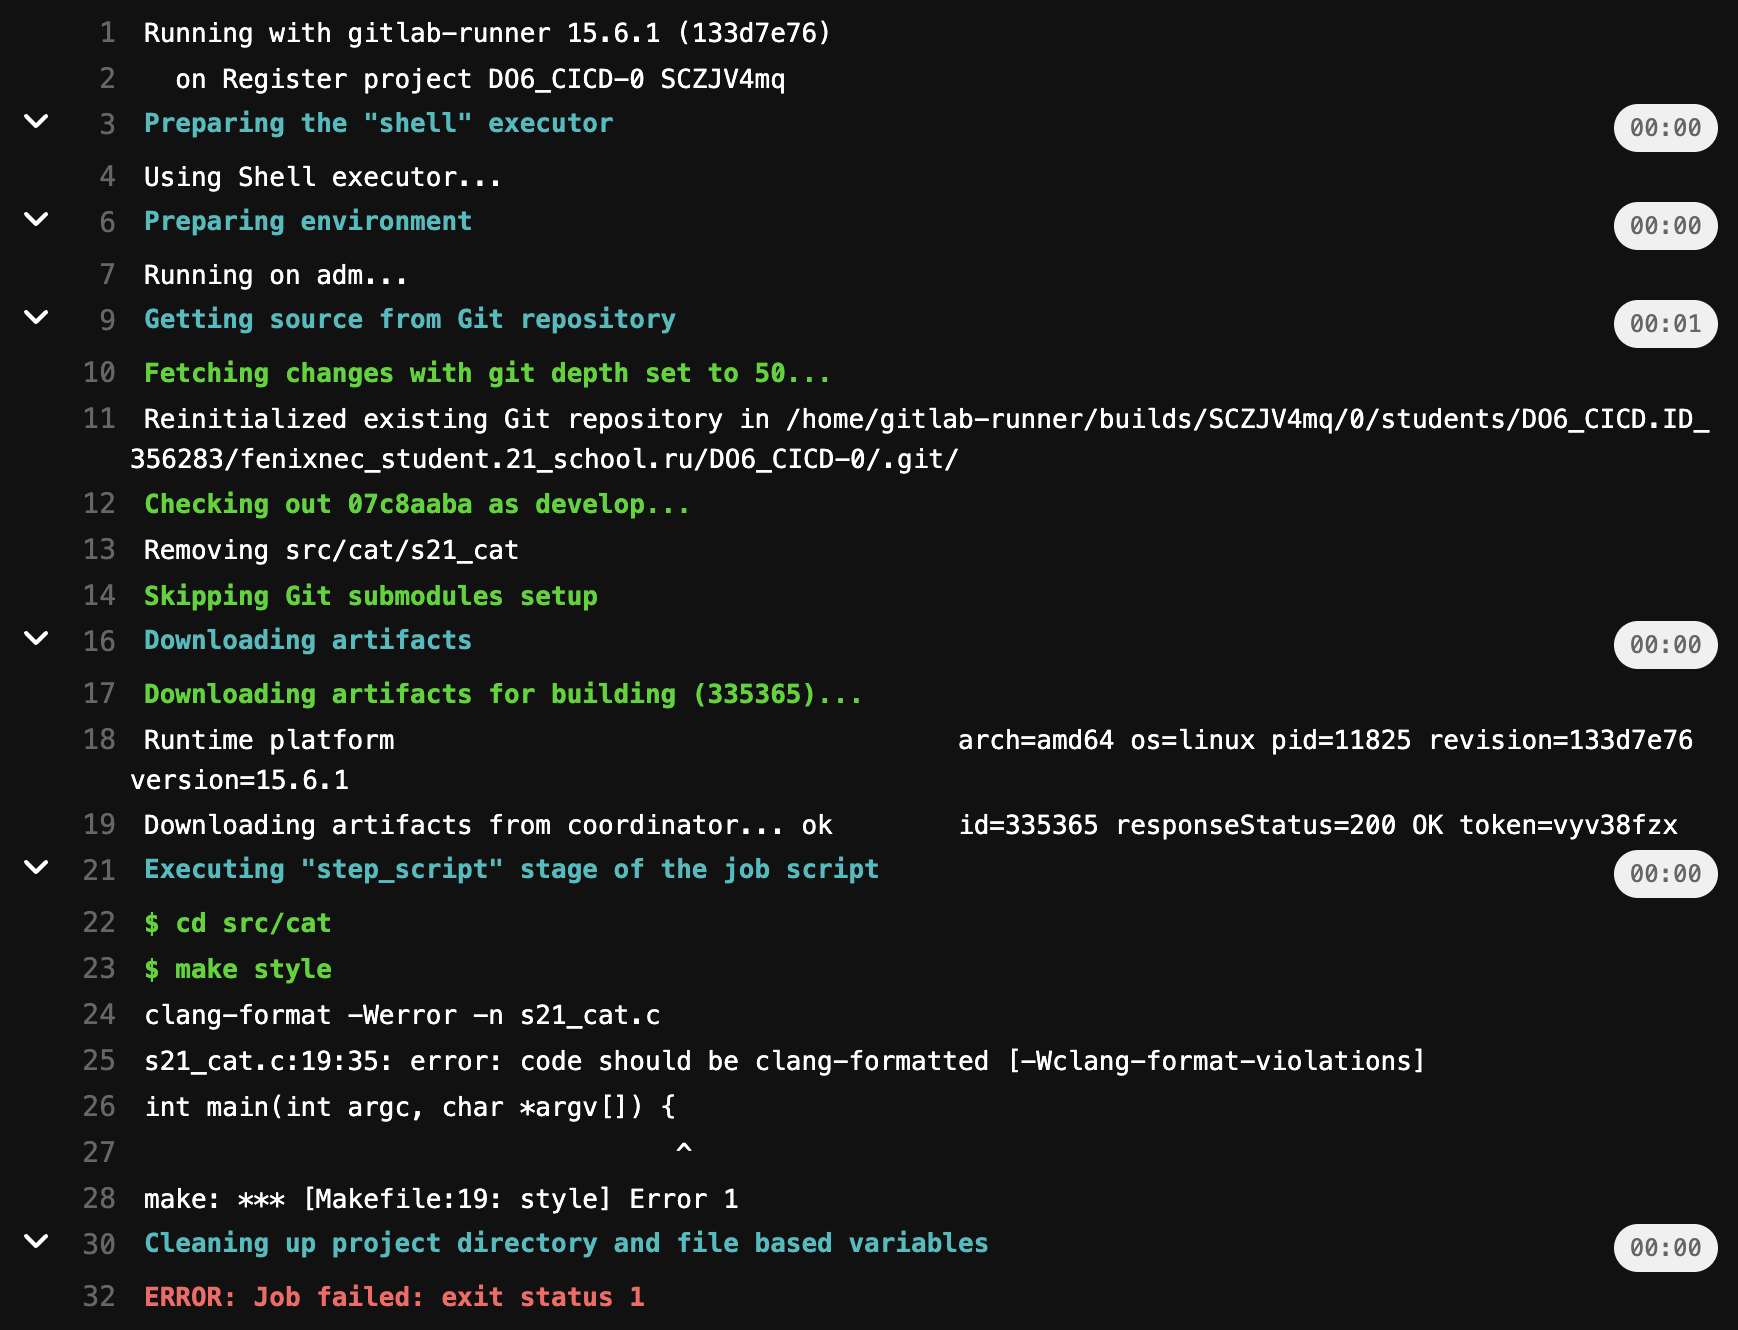 1 Running with gitlab-runner 15.6.1 (133d7e76)
2   on Register project DO6_CICD-0 SCZJV4mq
3 Preparing the "shell" executor 00:00
4 Using Shell executor...
6 Preparing environment 00:00
7 Running on adm...
9 Getting source from Git repository 00:01
10 Fetching changes with git depth set to 50...
11 Reinitialized existing Git repository in /home/gitlab-runner/builds/SCZJV4mq/0/students/DO6_CICD.ID_
356283/fenixnec_student.21_school.ru/DO6_CICD-0/.git/
12 Checking out 07c8aaba as develop...
13 Removing src/cat/s21_cat
14 Skipping Git submodules setup
16 Downloading artifacts 00:00
17 Downloading artifacts for building (335365)...
18 Runtime platform                                    arch=amd64 os=linux pid=11825 revision=133d7e76
version=15.6.1
19 Downloading artifacts from coordinator... ok        id=335365 responseStatus=200 OK token=vyv38fzx
21 Executing "step_script" stage of the job script 00:00
22 $ cd src/cat
23 $ make style
24 clang-format -Werror -n s21_cat.c
25 s21_cat.c:19:35: error: code should be clang-formatted [-Wclang-format-violations]
26 int main(int argc, char *argv[]) {
27                                   ^
28 make: *** [Makefile:19: style] Error 1
30 Cleaning up project directory and file based variables 00:00
32 ERROR: Job failed: exit status 1